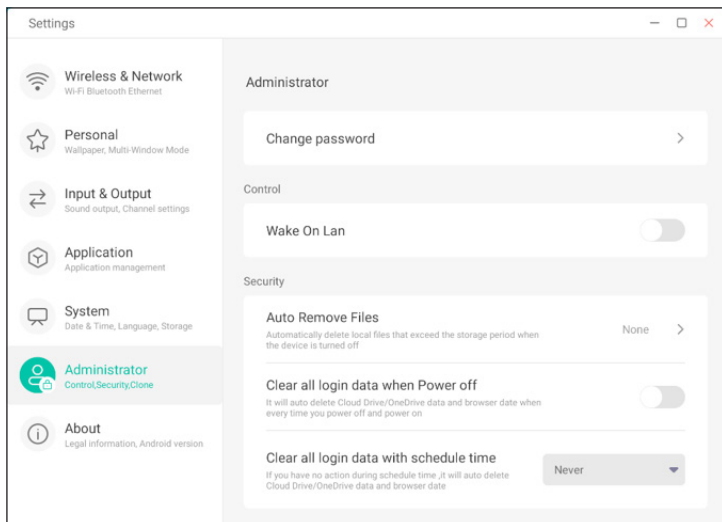 Settings
Wireless & Network
Wi-Fi Bluetooth Ethernet
Personal
Wallpaper, Multi-Window Mode
Input & Output
Sound output, Channel settings
Application
Application management
System
Date & Time, Language, Storage
Administrator
Control,Security,Clone
About
Legal information, Android version
Administrator
Change password
Control
Wake On Lan
Security
Auto Remove Files
Automatically delete local files that exceed the storage period when
the device is turned off
None
Clear all login data when Power off
It will auto delete Cloud Drive/OneDrive data and browser date when
every time you power off and power on
Clear all login data with schedule time
If you have no action during schedule time ,it will auto delete
Cloud Drive/OneDrive data and browser date
Never